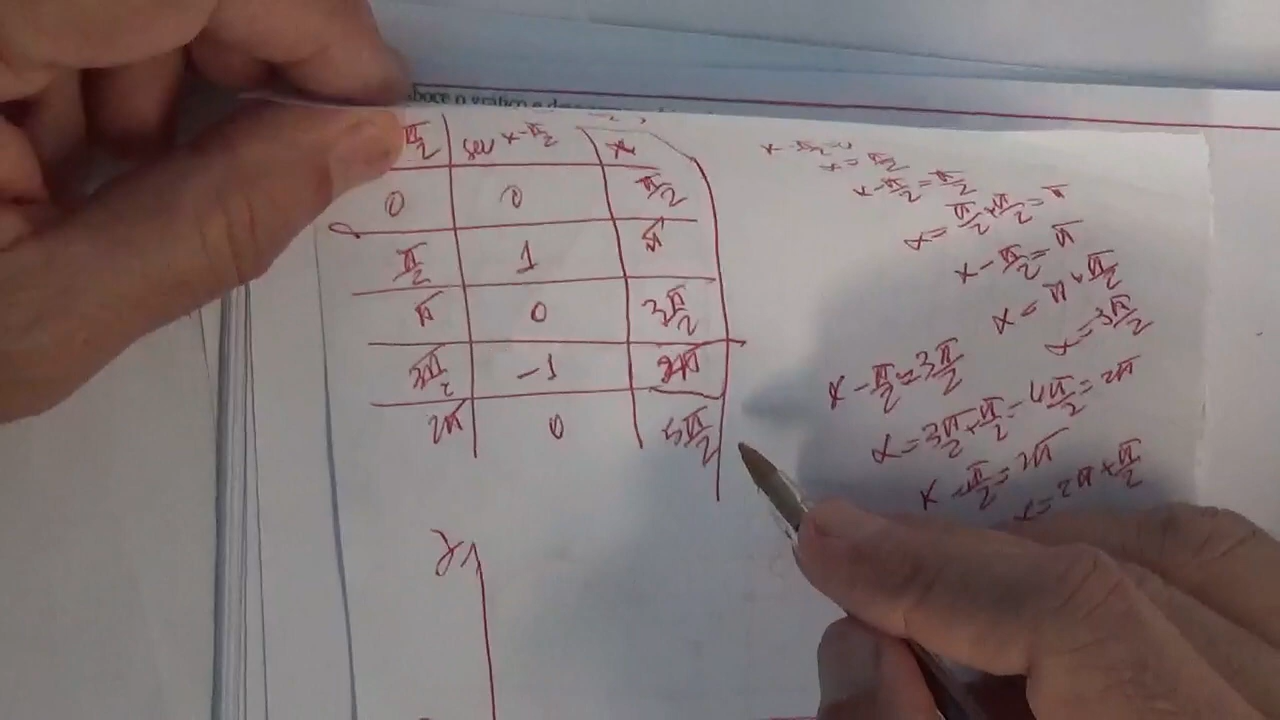 π/2 | sen x - π/2 | x
0 | 0 | π/2
π/2 | 1 | π
π | 0 | 3π/2
3π/2 | -1 | 2π
2π | 0 | 5π/2
x = π/2
x - π/2 = π/2
x = π/2 + π/2 = π
x - π/2 = π
x = π + π/2
x = 3π/2
x - π/2 = 3π/2
x = 3π/2 + π/2 = 4π/2 = 2π
x - π/2 = 2π
x = 2π + π/2
y